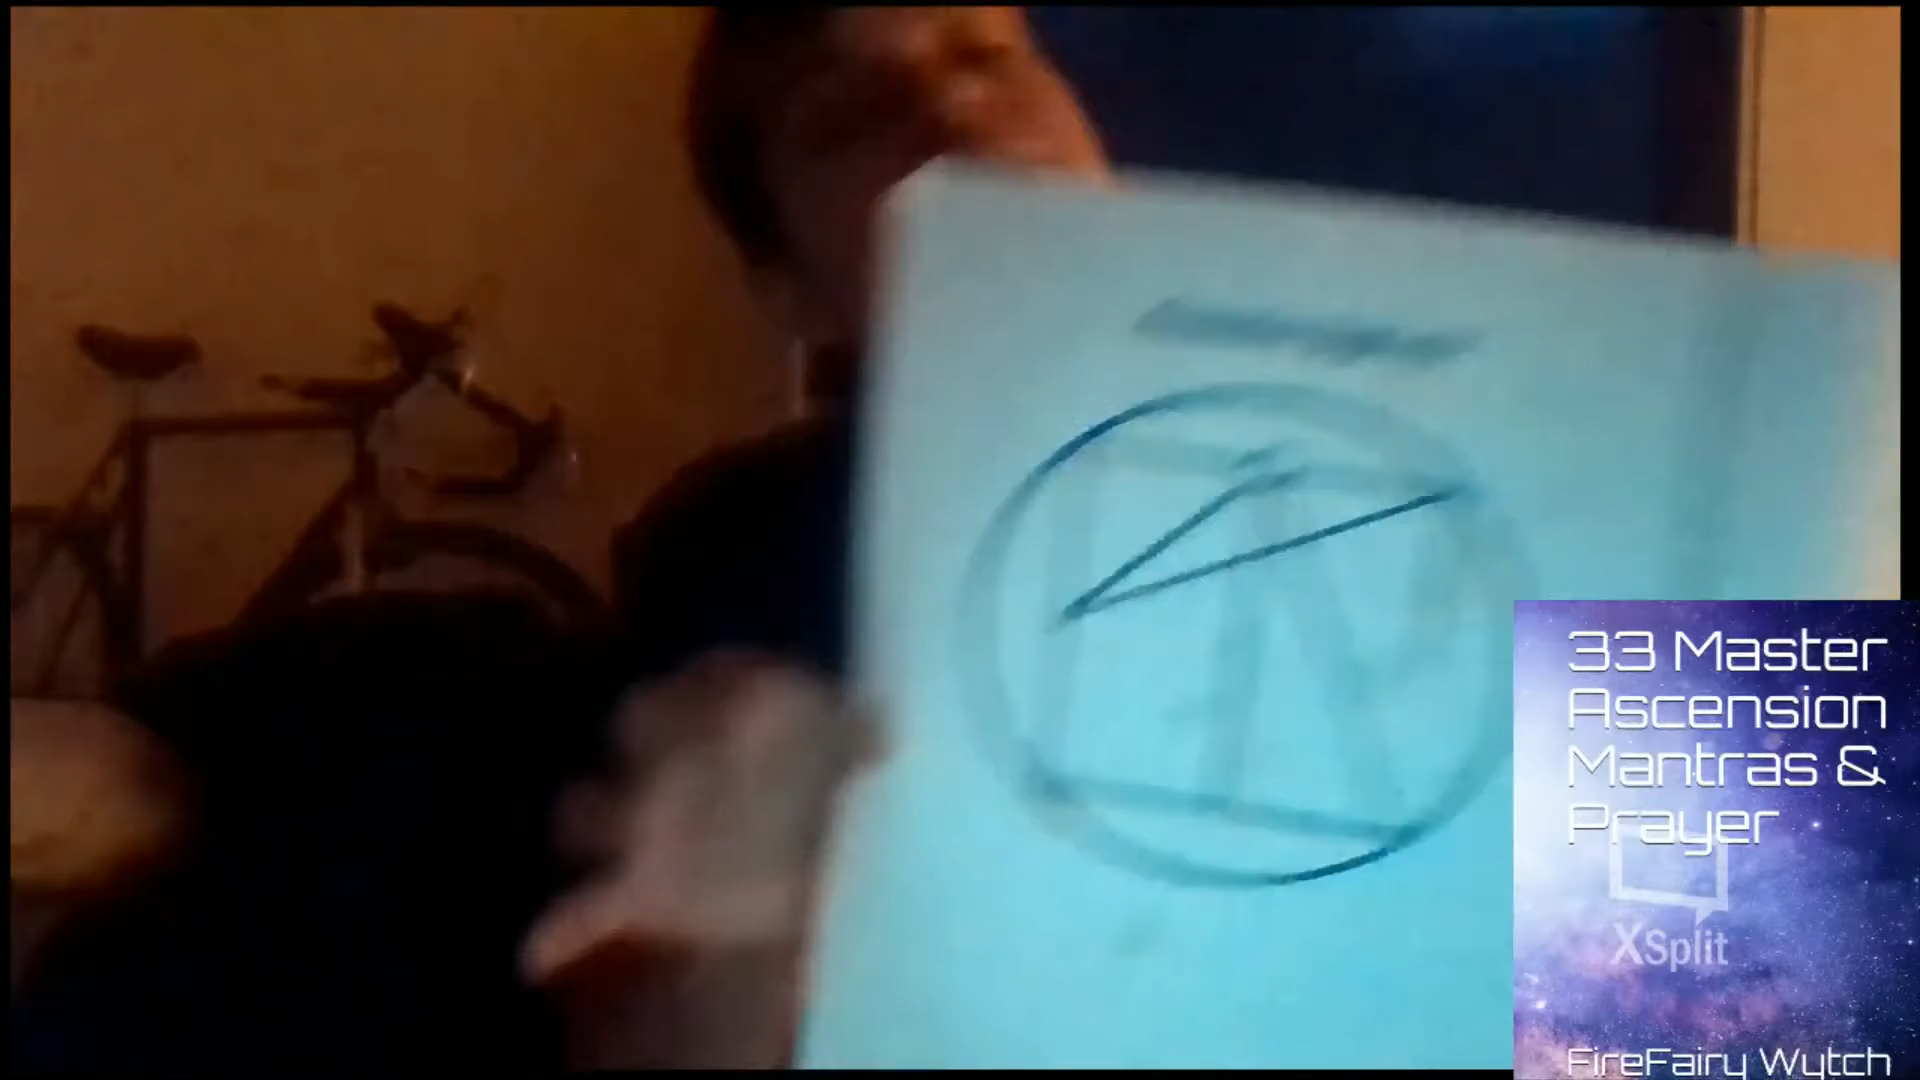 33 Master
Ascension
Mantras &
Prayer
XSplit
FireFairy Wytch